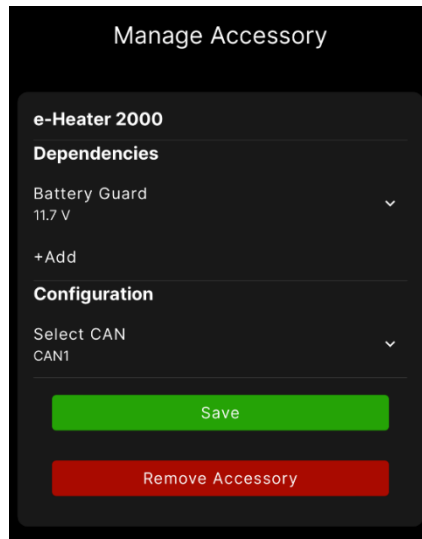 Manage Accessory
e-Heater 2000
Dependencies
Battery Guard
11.7 V
+Add
Configuration
Select CAN
CAN1
Save
Remove Accessory